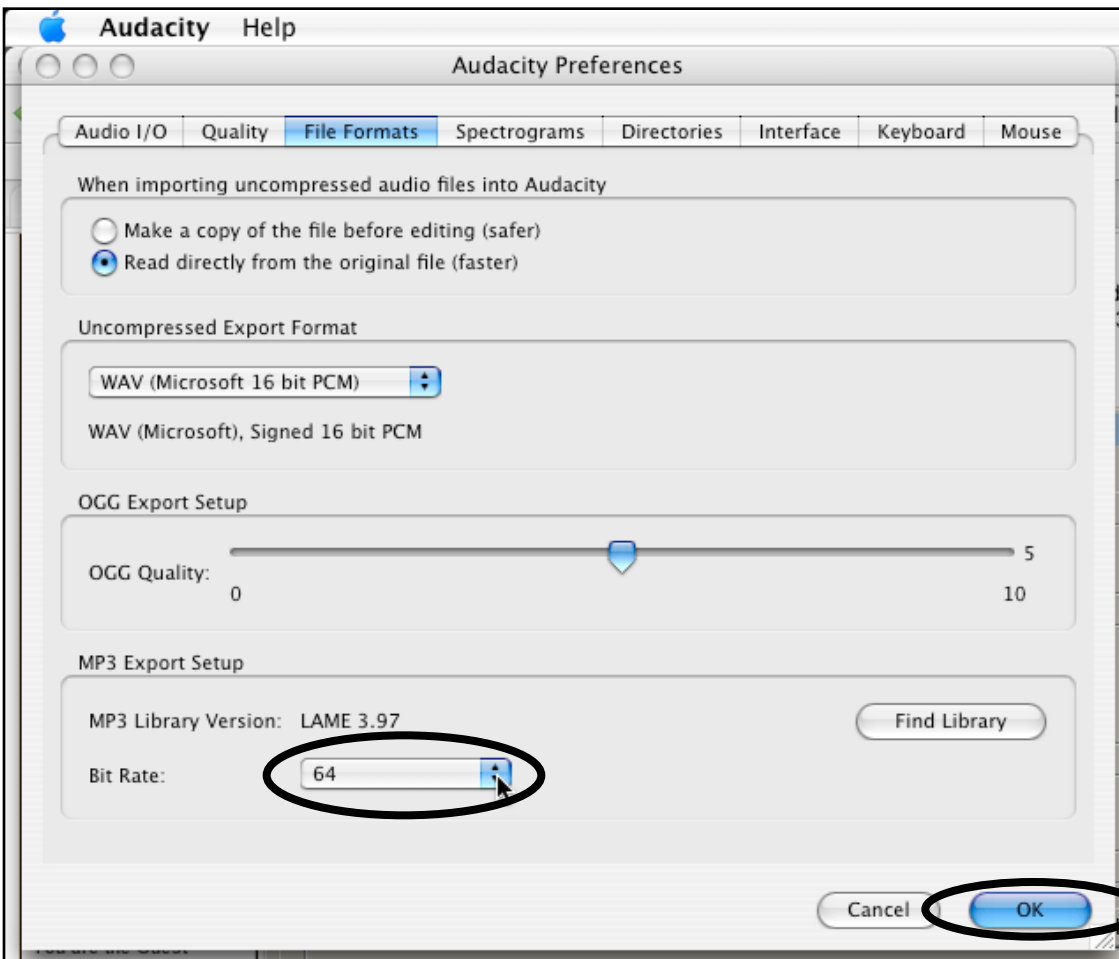 Audacity Help
Audacity Preferences
Audio I/O Quality File Formats Spectrograms Directories Interface Keyboard Mouse
When importing uncompressed audio files into Audacity
Make a copy of the file before editing (safer)
Read directly from the original file (faster)
Uncompressed Export Format
WAV (Microsoft 16 bit PCM)
WAV (Microsoft), Signed 16 bit PCM
OGG Export Setup
OGG Quality: 5
0 10
MP3 Export Setup
MP3 Library Version: LAME 3.97 Find Library
Bit Rate: 64
Cancel OK